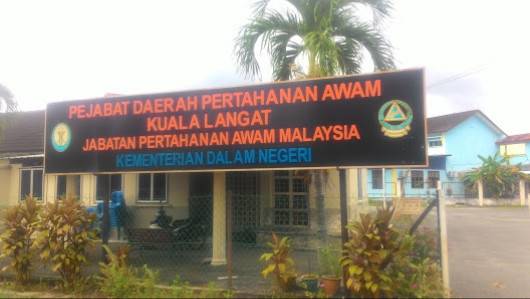 PEJABAT DAERAH PERTAHANAN AWAM
KUALA LANGAT
JABATAN PERTAHANAN AWAM MALAYSIA
KEMENTERIAN DALAM NEGERI